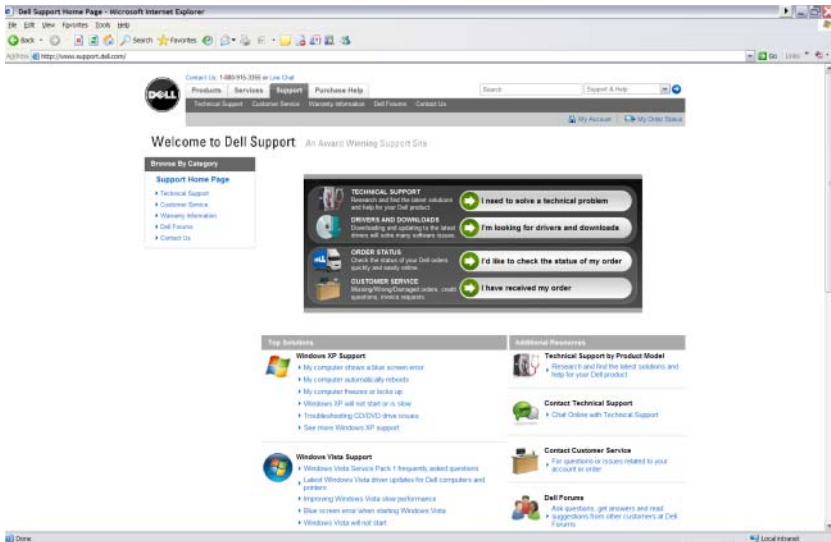 Dell Support Home Page - Microsoft Internet Explorer
File Edit View Favorites Tools Help
Back Search Favorites
Address http://www.support.dell.com/ Go Links
Contact Us: or Live Chat
DELL
Products Services Support Purchase Help
Search Support & Help
Technical Support Customer Service Warranty Information Dell Forums Contact Us
My Account My Order Status
Welcome to Dell Support An Award Winning Support Site
Browse By Category
Support Home Page
Technical Support
Customer Service
Warranty Information
Dell Forums
Contact Us
TECHNICAL SUPPORT
Research and find the latest solutions
and help for your Dell product.
I need to solve a technical problem
DRIVERS AND DOWNLOADS
Downloading and updating to the latest
drivers will solve many software issues.
I'm looking for drivers and downloads
ORDER STATUS
Check the status of your Dell orders
quickly and easily online.
I'd like to check the status of my order
CUSTOMER SERVICE
Missing/Wrong/Damaged orders, credit
questions, invoice requests.
I have received my order
Top Solutions
Windows XP Support
My computer shows a blue screen error
My computer automatically reboots
My computer freezes or locks up
Windows XP will not start or is slow
Troubleshooting CD/DVD drive issues
See more Windows XP support
Windows Vista Support
Windows Vista Service Pack 1 frequently asked questions
Latest Windows Vista driver updates for Dell computers and
printers
Improving Windows Vista slow performance
Blue screen error when starting Windows Vista
Windows Vista will not start
Additional Resources
Technical Support by Product Model
Research and find the latest solutions and
help for your Dell product
Contact Technical Support
Chat Online with Technical Support
Contact Customer Service
For questions or issues related to your
account or order
Dell Forums
Ask questions, get answers and read
suggestions from other customers at Dell
Forums
Done
Local intranet